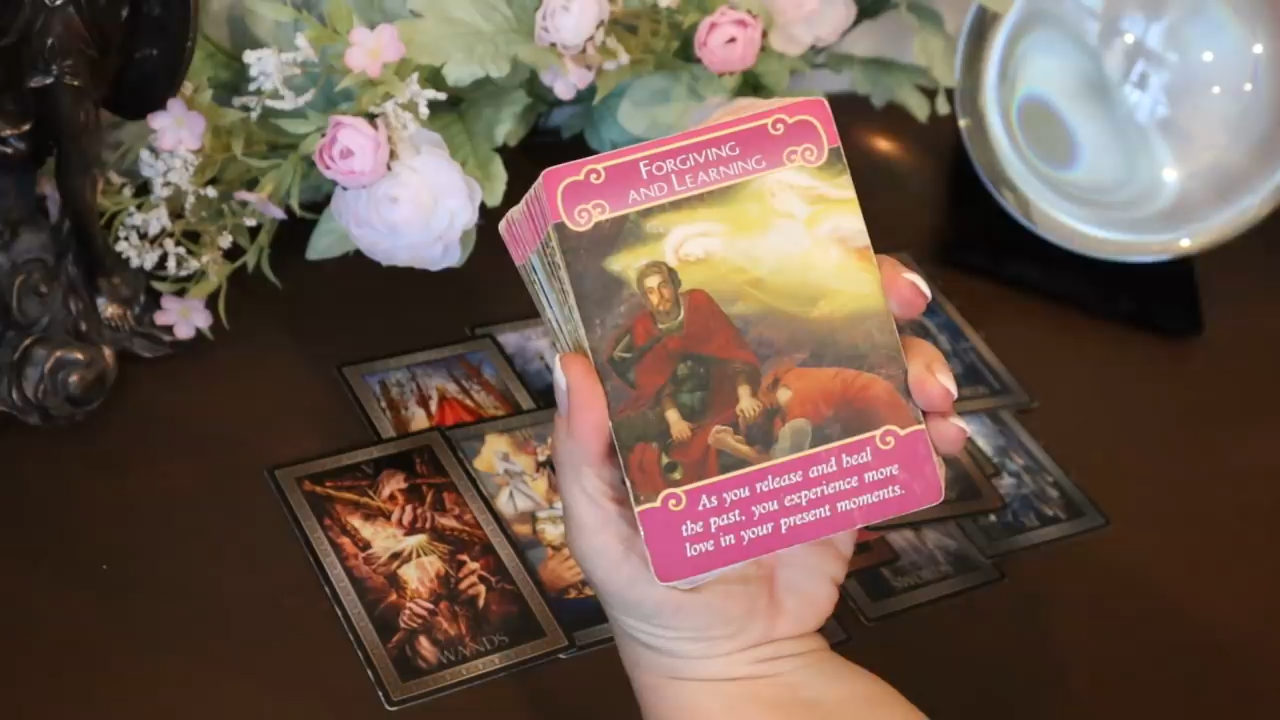 FORGIVING
AND LEARNING
As you release and heal
the past, you experience more
love in your present moments.
WANDS